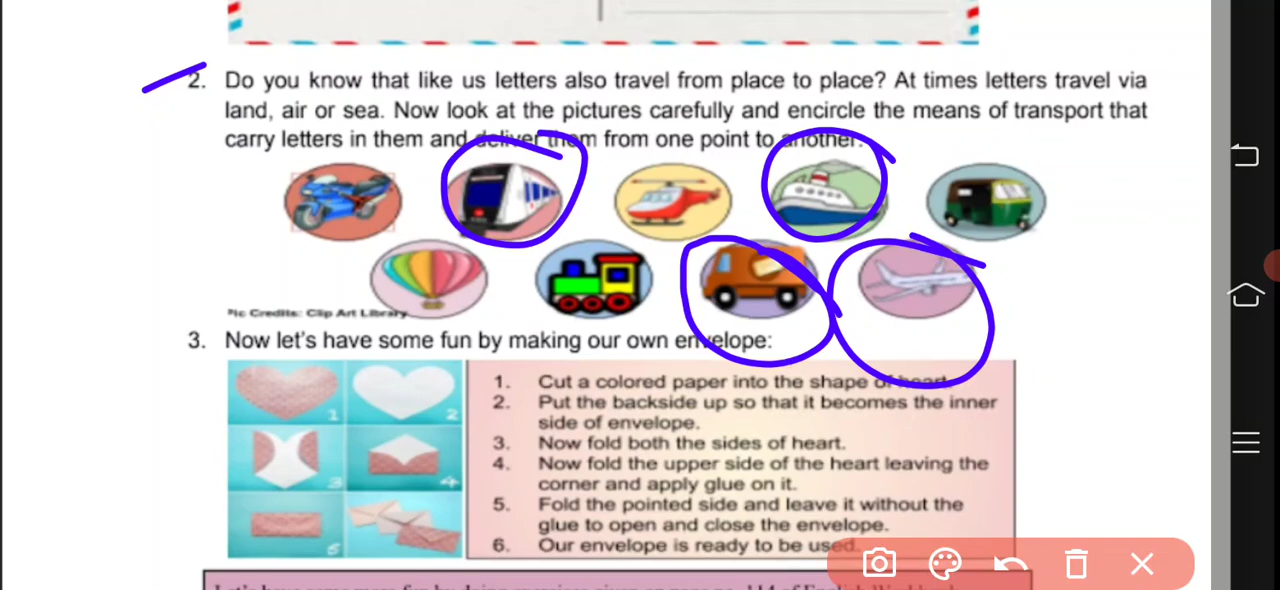 2. Do you know that like us letters also travel from place to place? At times letters travel via
land, air or sea. Now look at the pictures carefully and encircle the means of transport that
carry letters in them and deliver them from one point to another.
Pic Credits: Clip Art Library
3. Now let's have some fun by making our own envelope:
1
2
3
4
5
1. Cut a colored paper into the shape of heart
2. Put the backside up so that it becomes the inner
side of envelope.
3. Now fold both the sides of heart.
4. Now fold the upper side of the heart leaving the
corner and apply glue on it.
5. Fold the pointed side and leave it without the
glue to open and close the envelope.
6. Our envelope is ready to be used.